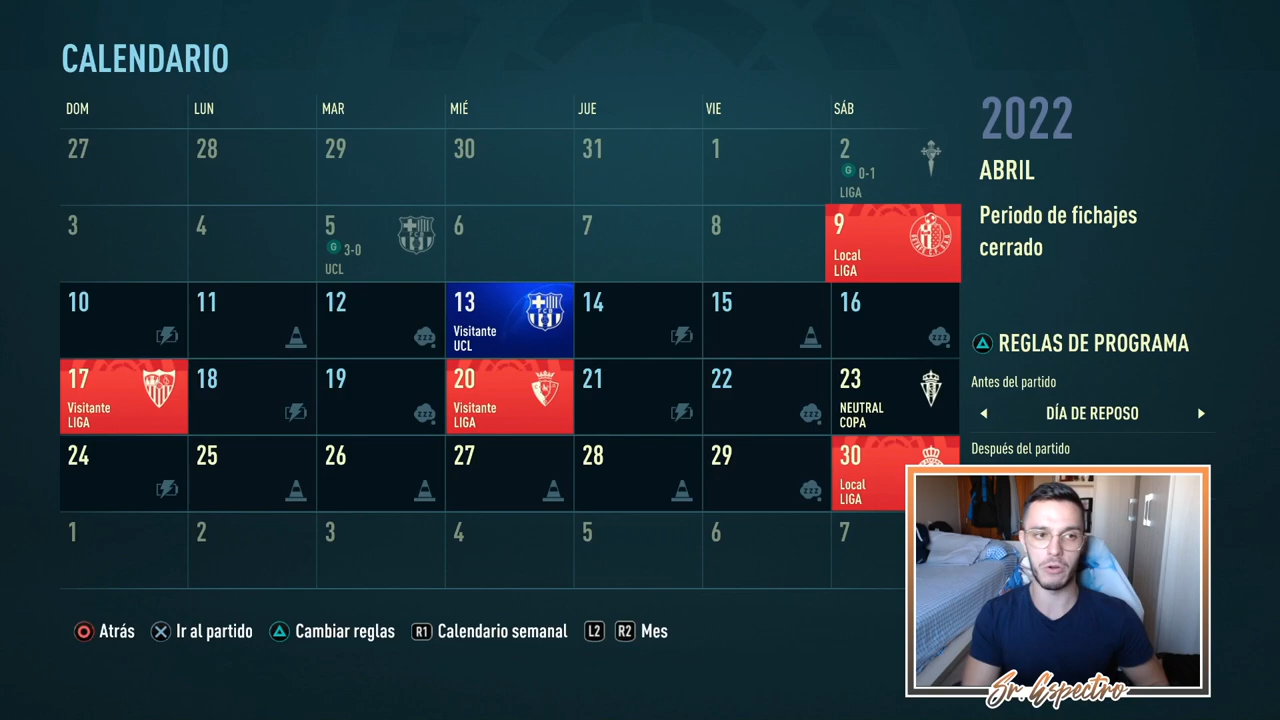 CALENDARIO
DOM LUN MAR MIÉ JUE VIE SÁB
27 28 29 30 31 1 2
G 0-1
LIGA
3 4 5 6 7 8 9
G 3-0
UCL
Local
LIGA
10 11 12 13 14 15 16
Visitante
UCL
17 18 19 20 21 22 23
Visitante
LIGA
Visitante
LIGA
NEUTRAL
COPA
24 25 26 27 28 29 30
Local
LIGA
1 2 3 4 5 6 7
2022
ABRIL
Periodo de fichajes
cerrado
REGLAS DE PROGRAMA
Antes del partido
DÍA DE REPOSO
Después del partido
Atrás Ir al partido Cambiar reglas R1 Calendario semanal L2 R2 Mes
Sr. Espectro